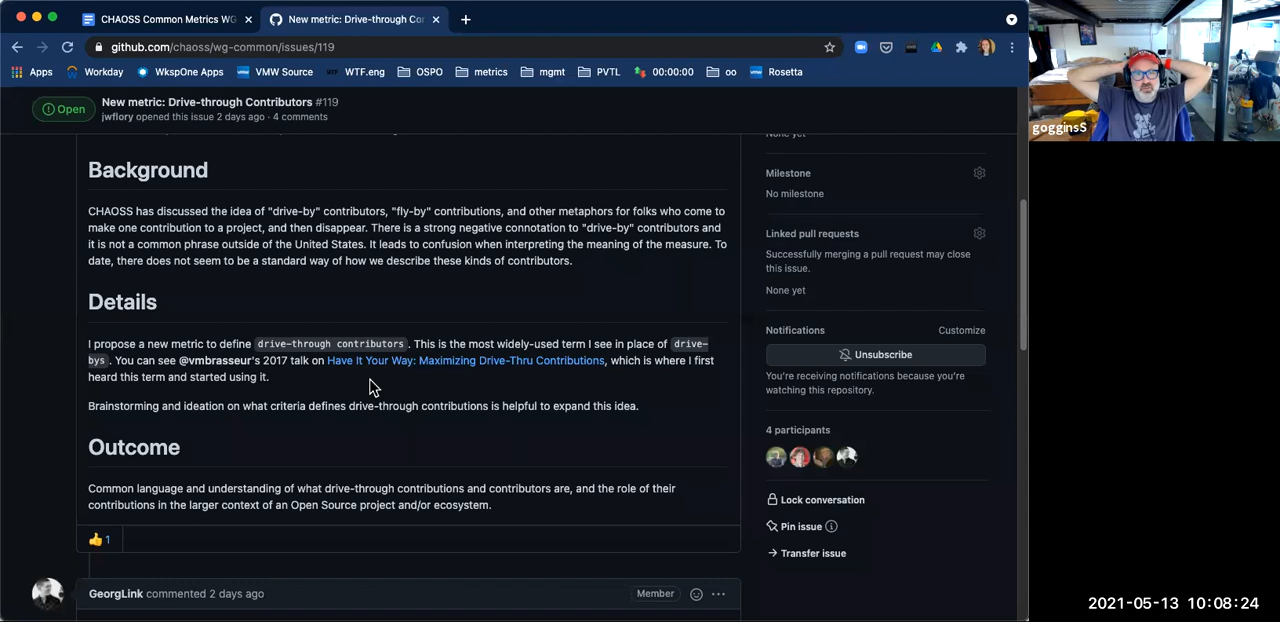 CHAOSS Common Metrics WG
New metric: Drive-through Co
github.com/chaoss/wg-common/issues/119
Apps
Workday
WkspOne Apps
VMW Source
WTF.eng
OSPO
metrics
mgmt
PVTL
00:00:00
oo
Rosetta
Open
New metric: Drive-through Contributors #119
jwflory opened this issue 2 days ago · 4 comments
Background
CHAOSS has discussed the idea of "drive-by" contributors, "fly-by" contributions, and other metaphors for folks who come to
make one contribution to a project, and then disappear. There is a strong negative connotation to "drive-by" contributors and
it is not a common phrase outside of the United States. It leads to confusion when interpreting the meaning of the measure. To
date, there does not seem to be a standard way of how we describe these kinds of contributors.
Details
I propose a new metric to define drive-through contributors. This is the most widely-used term I see in place of drive-
bys. You can see @vmbrasseur's 2017 talk on Have It Your Way: Maximizing Drive-Thru Contributions, which is where I first
heard this term and started using it.
Brainstorming and ideation on what criteria defines drive-through contributions is helpful to expand this idea.
Outcome
Common language and understanding of what drive-through contributions and contributors are, and the role of their
contributions in the larger context of an Open Source project and/or ecosystem.
👍 1
GeorgLink commented 2 days ago
Member
None yet
Milestone
No milestone
Linked pull requests
Successfully merging a pull request may close
this issue.
None yet
Notifications
Customize
Unsubscribe
You're receiving notifications because you're
watching this repository.
4 participants
Lock conversation
Pin issue
Transfer issue
gogginsS
2021-05-13 10:08:24